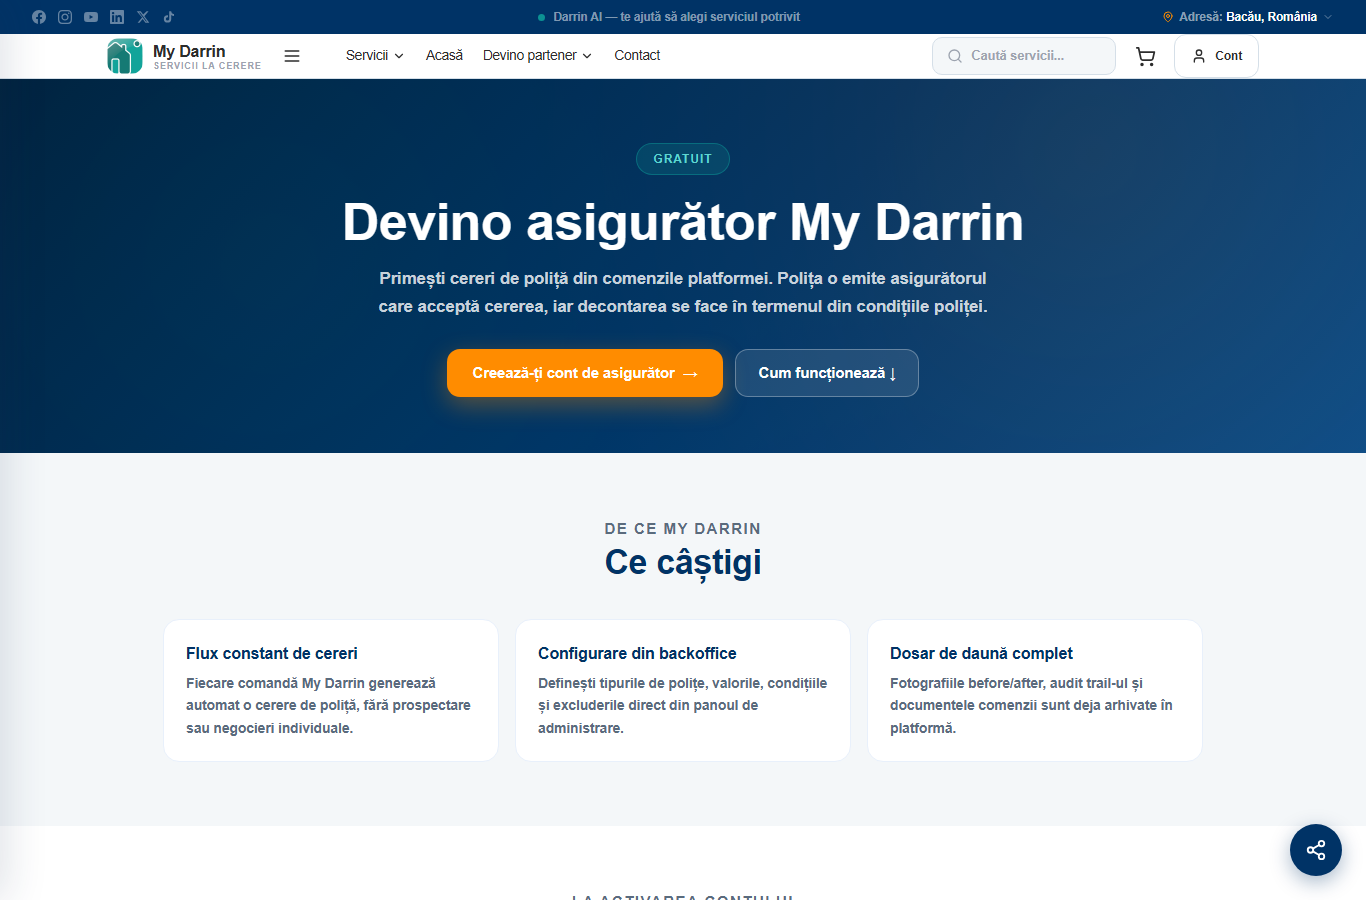 Darrin AI — te ajută să alegi serviciul potrivit
Adresă: Bacău, România
My Darrin
SERVICII LA CERERE
Servicii
Acasă
Devino partener
Contact
Caută servicii...
Cont
GRATUIT
Devino asigurător My Darrin
Primești cereri de poliță din comenzile platformei. Polița o emite asigurătorul
care acceptă cererea, iar decontarea se face în termenul din condițiile poliței.
Creează-ți cont de asigurător →
Cum funcționează ↓
DE CE MY DARRIN
Ce câștigi
Flux constant de cereri
Fiecare comandă My Darrin generează
automat o cerere de poliță, fără prospectare
sau negocieri individuale.
Configurare din backoffice
Definești tipurile de polițe, valorile, condițiile
și excluderile direct din panoul de
administrare.
Dosar de daună complet
Fotografiile before/after, audit trail-ul și
documentele comenzii sunt deja arhivate în
platformă.
LA ACTIVAREA CONTULUI